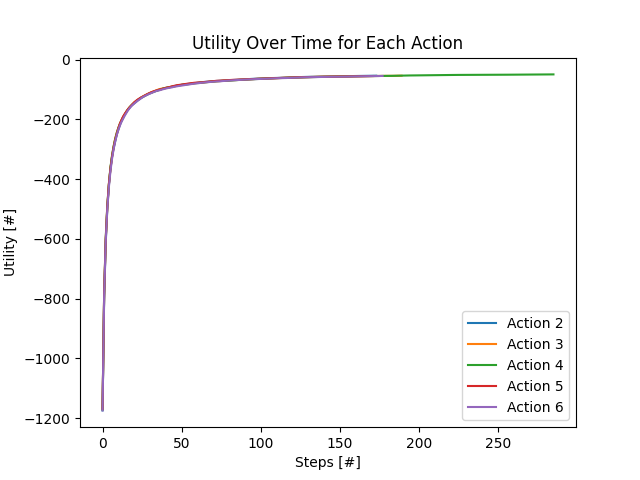 Utility Over Time for Each Action
0
−200
−400
−600
−800
−1000
−1200
Utility [#]
0 50 100 150 200 250
Steps [#]
Action 2
Action 3
Action 4
Action 5
Action 6